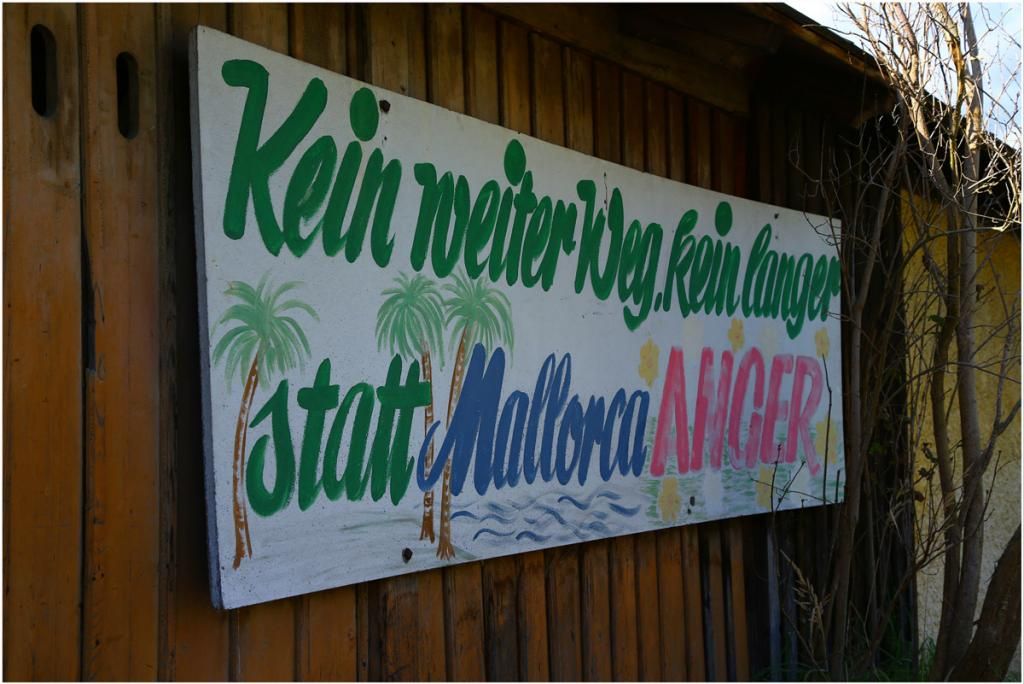 Kein weiter Weg, kein langer
statt Mallorca ANGER